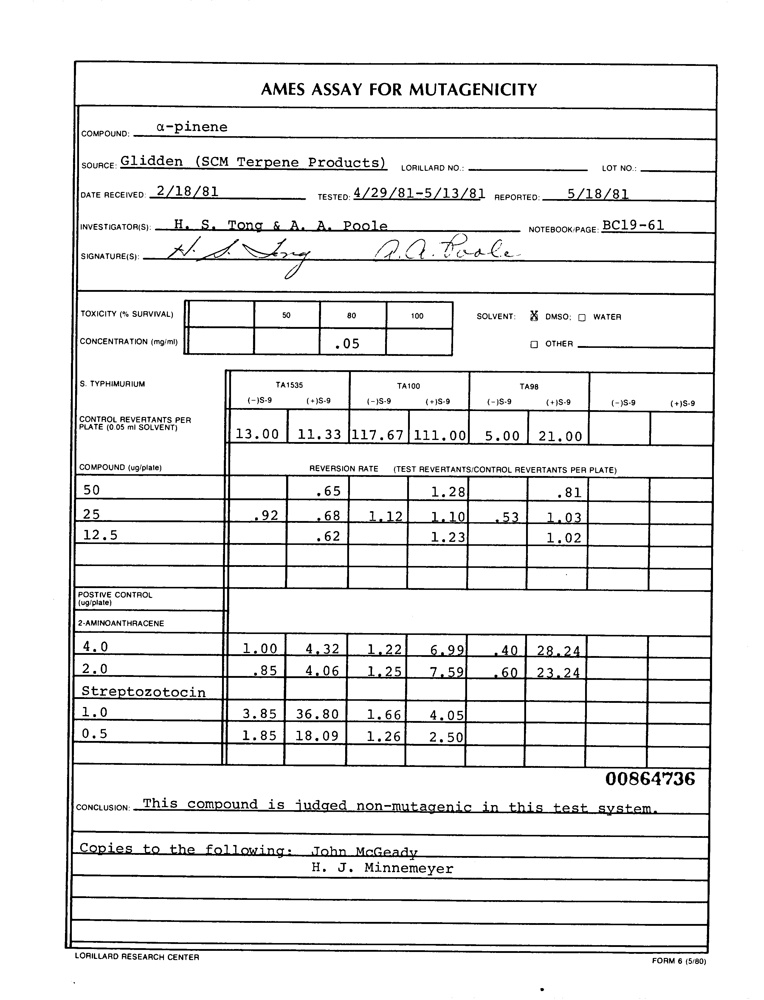 AMES ASSAY FOR MUTAGENICITY
COMPOUND: α-pinene
SOURCE: Glidden (SCM Terpene Products) LORILLARD NO.: LOT NO.:
DATE RECEIVED: 2/18/81 TESTED: 4/29/81-5/13/81 REPORTED: 5/18/81
INVESTIGATOR(S): H. S. Tong & A. A. Poole NOTEBOOK/PAGE: BC19-61
SIGNATURE(S): H. S. Tong A. A. Poole
TOXICITY (% SURVIVAL) 50 80 100 SOLVENT: X DMSO; WATER
CONCENTRATION (mg/ml) .05 OTHER
S. TYPHIMURIUM TA1535 TA100 TA98
(−)S-9 (+)S-9 (−)S-9 (+)S-9 (−)S-9 (+)S-9 (−)S-9 (+)S-9
CONTROL REVERTANTS PER
PLATE (0.05 ml SOLVENT)
13.00 11.33 117.67 111.00 5.00 21.00
COMPOUND (ug/plate) REVERSION RATE (TEST REVERTANTS/CONTROL REVERTANTS PER PLATE)
50 .65 1.28 .81
25 .92 .68 1.12 1.10 .53 1.03
12.5 .62 1.23 1.02
POSTIVE CONTROL
(ug/plate)
2-AMINOANTHRACENE
4.0 1.00 4.32 1.22 6.99 .40 28.24
2.0 .85 4.06 1.25 7.59 .60 23.24
Streptozotocin
1.0 3.85 36.80 1.66 4.05
0.5 1.85 18.09 1.26 2.50
00864736
CONCLUSION: This compound is judged non-mutagenic in this test system.
Copies to the following: John McGeady
H. J. Minnemeyer
LORILLARD RESEARCH CENTER
FORM 6 (5/80)